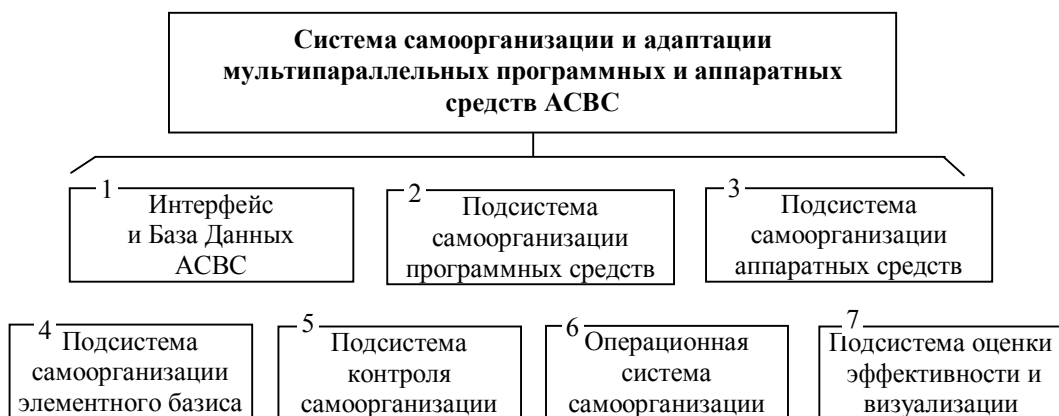 Система самоорганизации и адаптации
мультипараллельных программных и аппаратных
средств АСВС
1
Интерфейс
и База Данных
АСВС
2
Подсистема
самоорганизации
программных средств
3
Подсистема
самоорганизации
аппаратных средств
4
Подсистема
самоорганизации
элементного базиса
5
Подсистема
контроля
самоорганизации
6
Операционная
система
самоорганизации
7
Подсистема оценки
эффективности и
визуализации